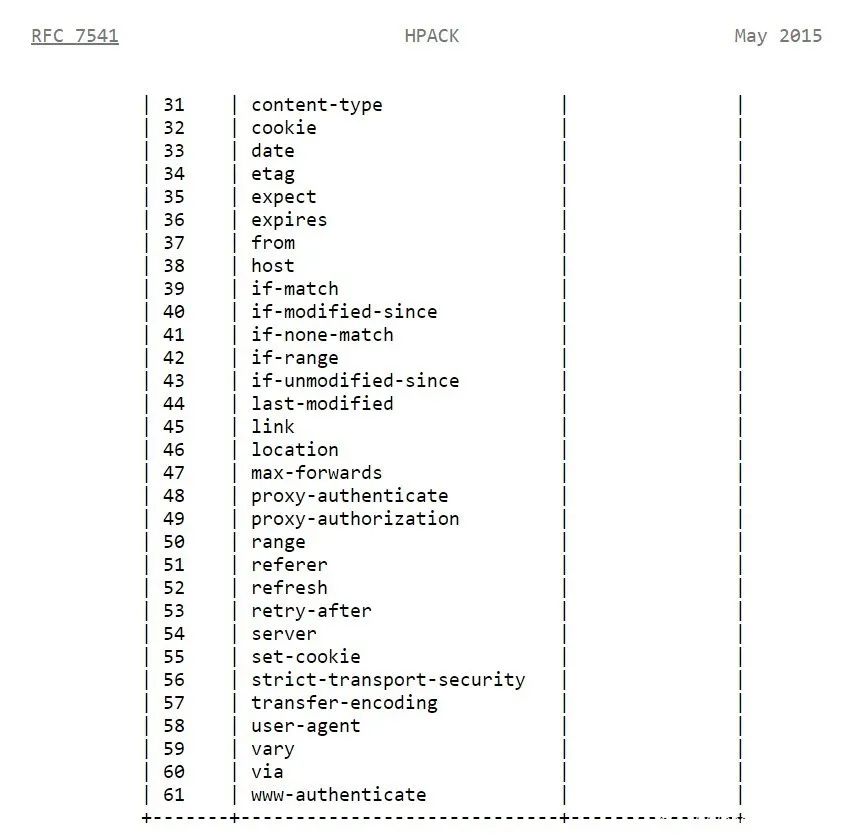 RFC 7541 HPACK May 2015
| 31 | content-type | |
| 32 | cookie | |
| 33 | date | |
| 34 | etag | |
| 35 | expect | |
| 36 | expires | |
| 37 | from | |
| 38 | host | |
| 39 | if-match | |
| 40 | if-modified-since | |
| 41 | if-none-match | |
| 42 | if-range | |
| 43 | if-unmodified-since | |
| 44 | last-modified | |
| 45 | link | |
| 46 | location | |
| 47 | max-forwards | |
| 48 | proxy-authenticate | |
| 49 | proxy-authorization | |
| 50 | range | |
| 51 | referer | |
| 52 | refresh | |
| 53 | retry-after | |
| 54 | server | |
| 55 | set-cookie | |
| 56 | strict-transport-security | |
| 57 | transfer-encoding | |
| 58 | user-agent | |
| 59 | vary | |
| 60 | via | |
| 61 | www-authenticate | |